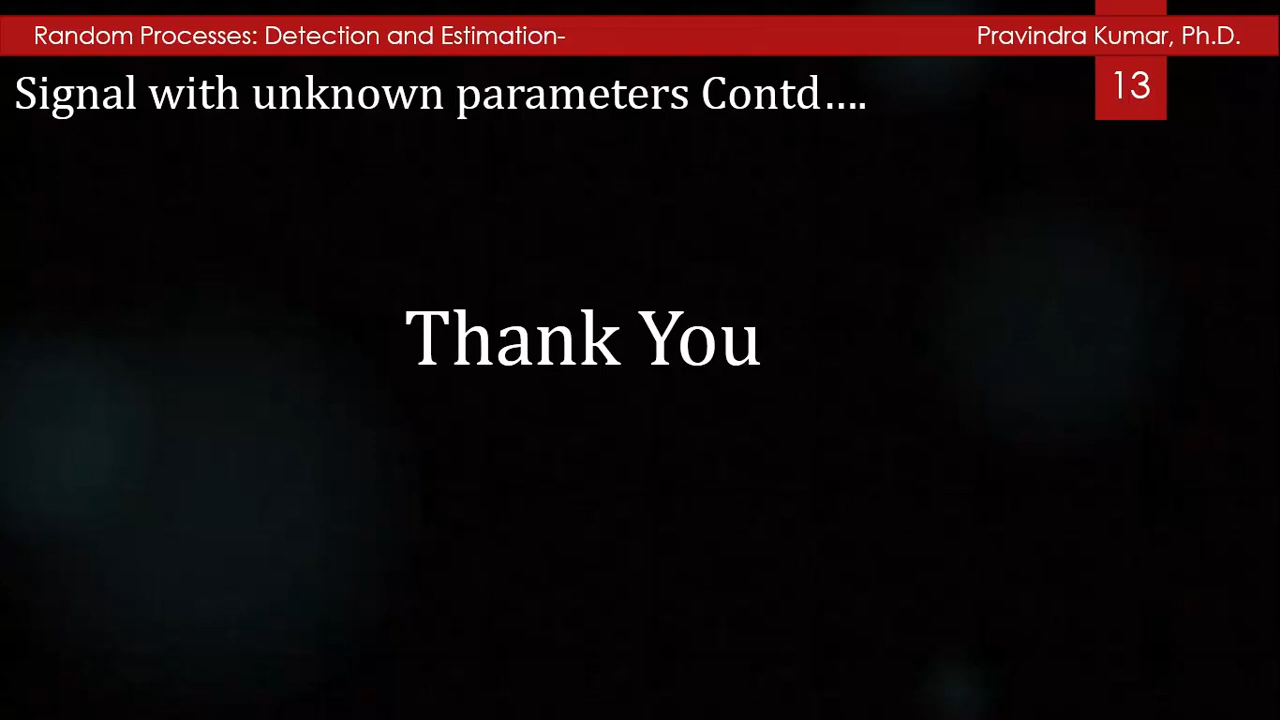 Random Processes: Detection and Estimation-
Pravindra Kumar, Ph.D.
Signal with unknown parameters Contd....
13
Thank You